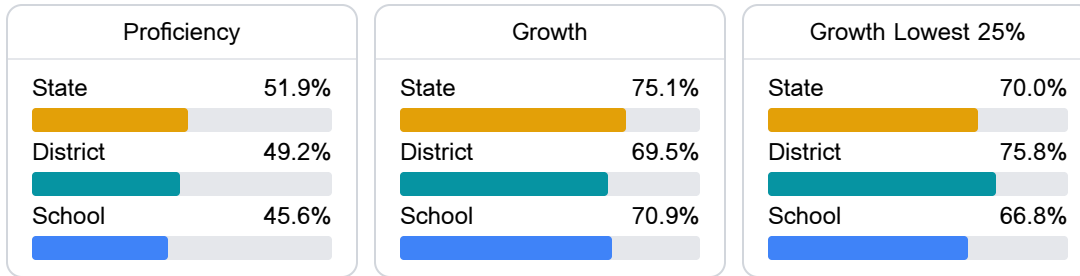 Proficiency
State 51.9%
District 49.2%
School 45.6%
Growth
State 75.1%
District 69.5%
School 70.9%
Growth Lowest 25%
State 70.0%
District 75.8%
School 66.8%